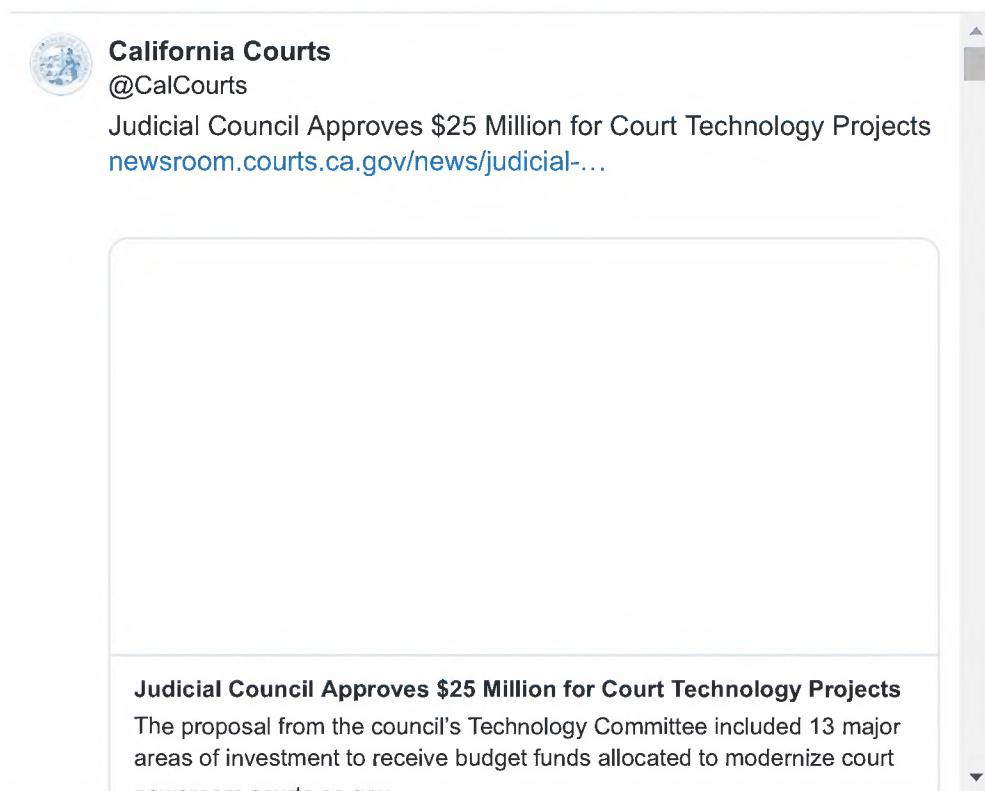 California Courts
@CalCourts
Judicial Council Approves $25 Million for Court Technology Projects
newsroom.courts.ca.gov/news/judicial-…
Judicial Council Approves $25 Million for Court Technology Projects
The proposal from the council's Technology Committee included 13 major
areas of investment to receive budget funds allocated to modernize court